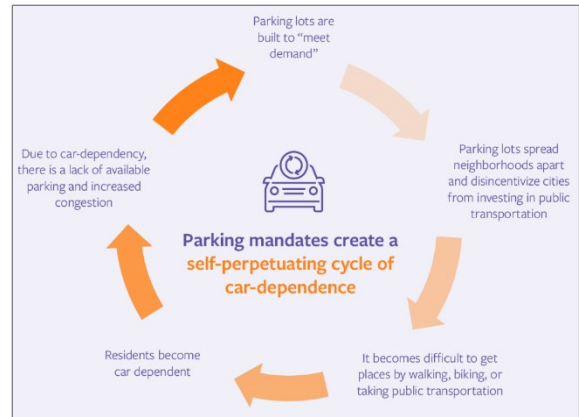 Parking lots are
built to “meet
demand”
Parking lots spread
neighborhoods apart
and disincentivize cities
from investing in public
transportation
It becomes difficult to get
places by walking, biking, or
taking public transportation
Residents become
car dependent
Due to car-dependency,
there is a lack of available
parking and increased
congestion
Parking mandates create a
self-perpetuating cycle of
car-dependence